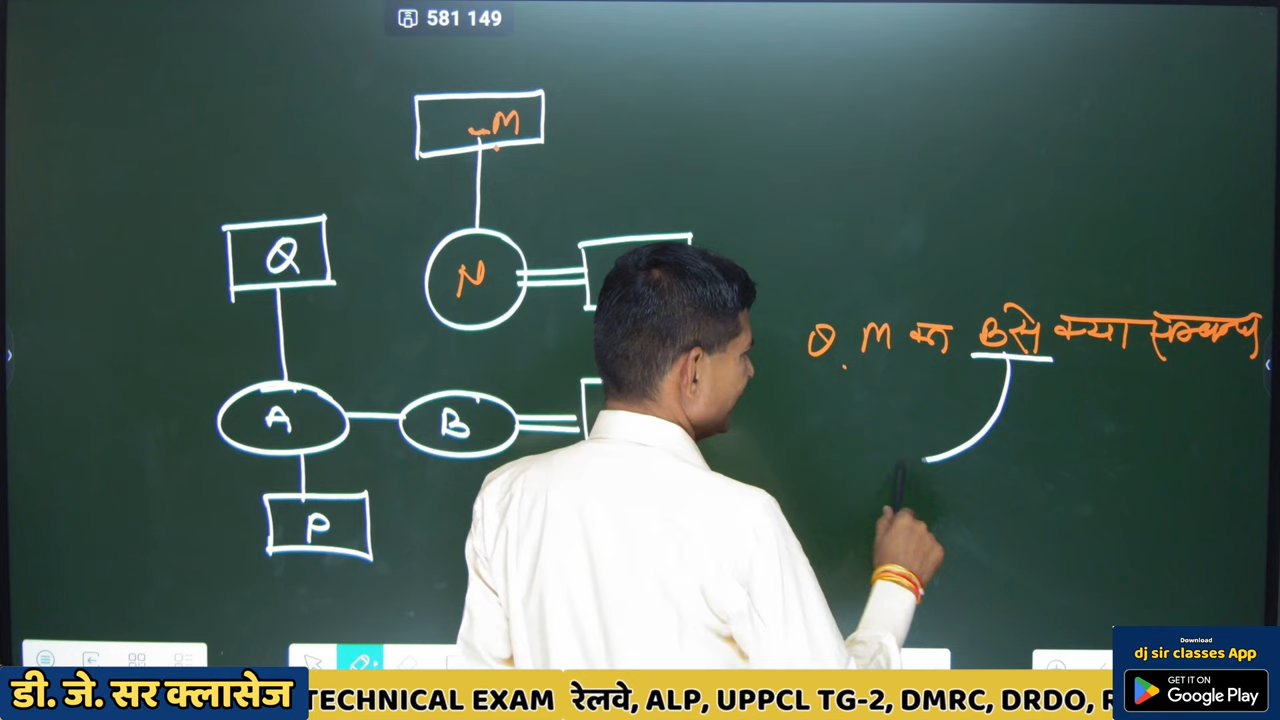 581 149
M
Q
N
Q. M का B से क्या सम्बन्ध
A
B
P
Download
dj sir classes App
GET IT ON
Google Play
डी. जे. सर क्लासेज
TECHNICAL EXAM रेलवे, ALP, UPPCL TG-2, DMRC, DRDO, R